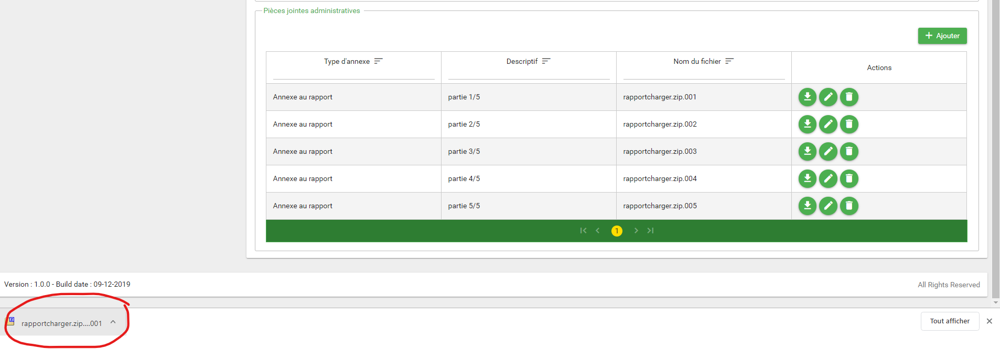 Pièces jointes administratives
+ Ajouter
Type d'annexe Descriptif Nom du fichier Actions
Annexe au rapport partie 1/5 rapportcharger.zip.001
Annexe au rapport partie 2/5 rapportcharger.zip.002
Annexe au rapport partie 3/5 rapportcharger.zip.003
Annexe au rapport partie 4/5 rapportcharger.zip.004
Annexe au rapport partie 5/5 rapportcharger.zip.005
1
Version : 1.0.0 - Build date : 09-12-2019 All Rights Reserved
rapportcharger.zip....001 Tout afficher